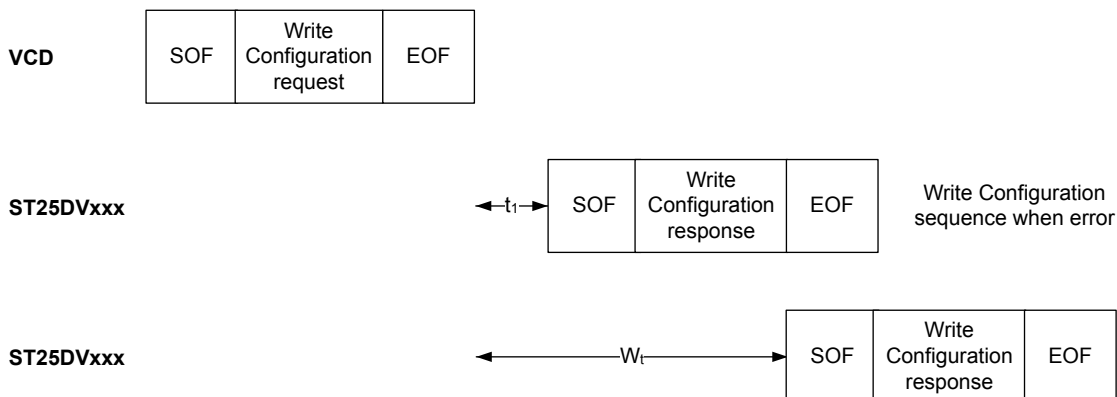 VCD
SOF
Write
Configuration
request
EOF
ST25DVxxx
t₁
SOF
Write
Configuration
response
EOF
Write Configuration
sequence when error
ST25DVxxx
Wₜ
SOF
Write
Configuration
response
EOF